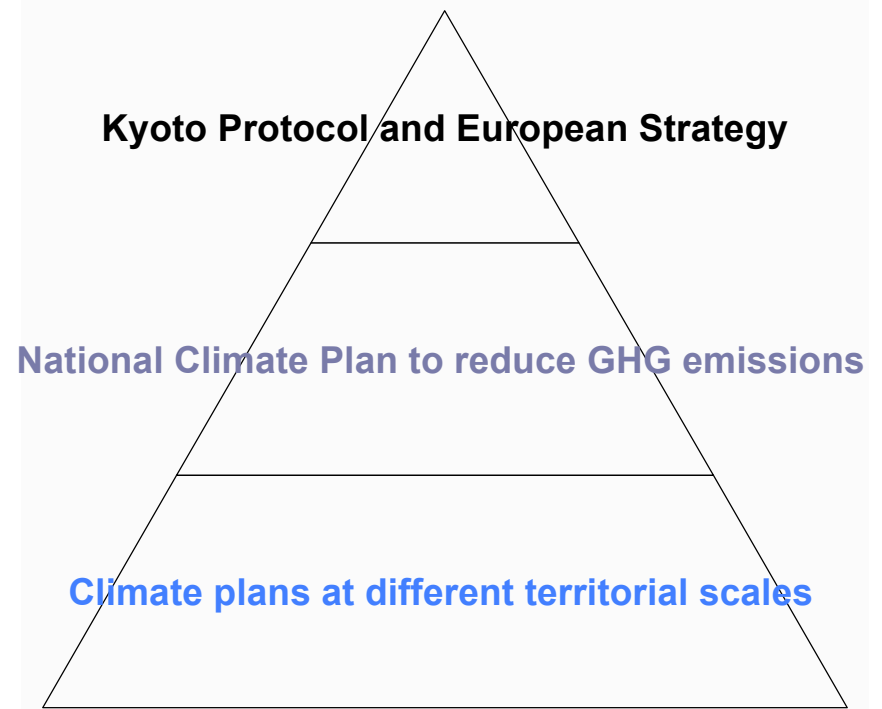 Kyoto Protocol and European Strategy
National Climate Plan to reduce GHG emissions
Climate plans at different territorial scales